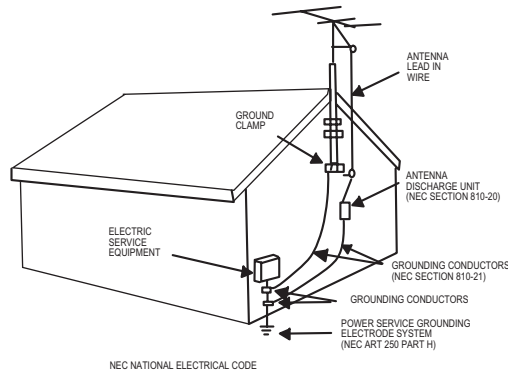 ANTENNA
LEAD IN
WIRE
GROUND
CLAMP
ANTENNA
DISCHARGE UNIT
(NEC SECTION 810-20)
ELECTRIC
SERVICE
EQUIPMENT
GROUNDING CONDUCTORS
(NEC SECTION 810-21)
GROUNDING CONDUCTORS
POWER SERVICE GROUNDING
ELECTRODE SYSTEM
(NEC ART 250 PART H)
NEC NATIONAL ELECTRICAL CODE